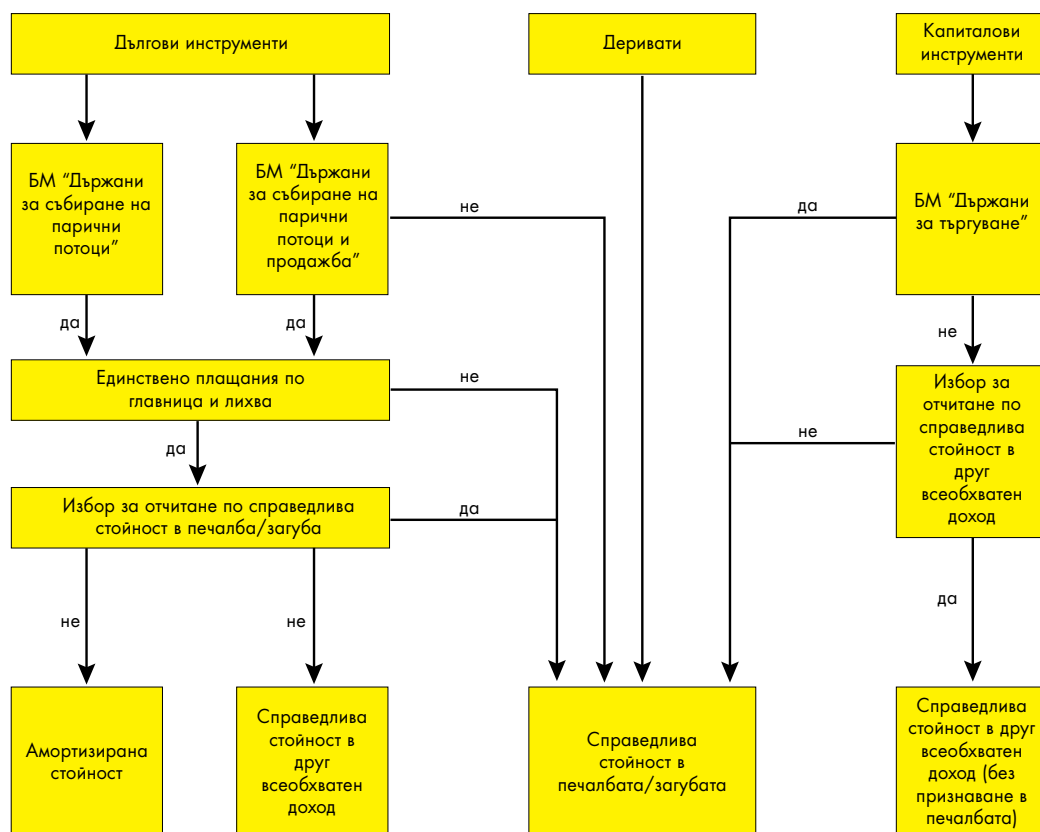 Дългови инструменти
Деривати
Капиталови
инструменти
БМ “Държани
за събиране на
парични
потоци”
БМ “Държани
за събиране на
парични
потоци и
продажба”
не
да
БМ “Държани
за търгуване”
да
да
не
Единствено плащания по
главница и лихва
не
Избор за
отчитане по
справедлива
стойност в
друг
всеобхватен
доход
не
да
Избор за отчитане по справедлива
стойност в печалба/загуба
да
не
не
да
Амортизирана
стойност
Справедлива
стойност в
друг
всеобхватен
доход
Справедлива
стойност в
печалбата/загубата
Справедлива
стойност в друг
всеобхватен
доход (без
признаване в
печалбата)